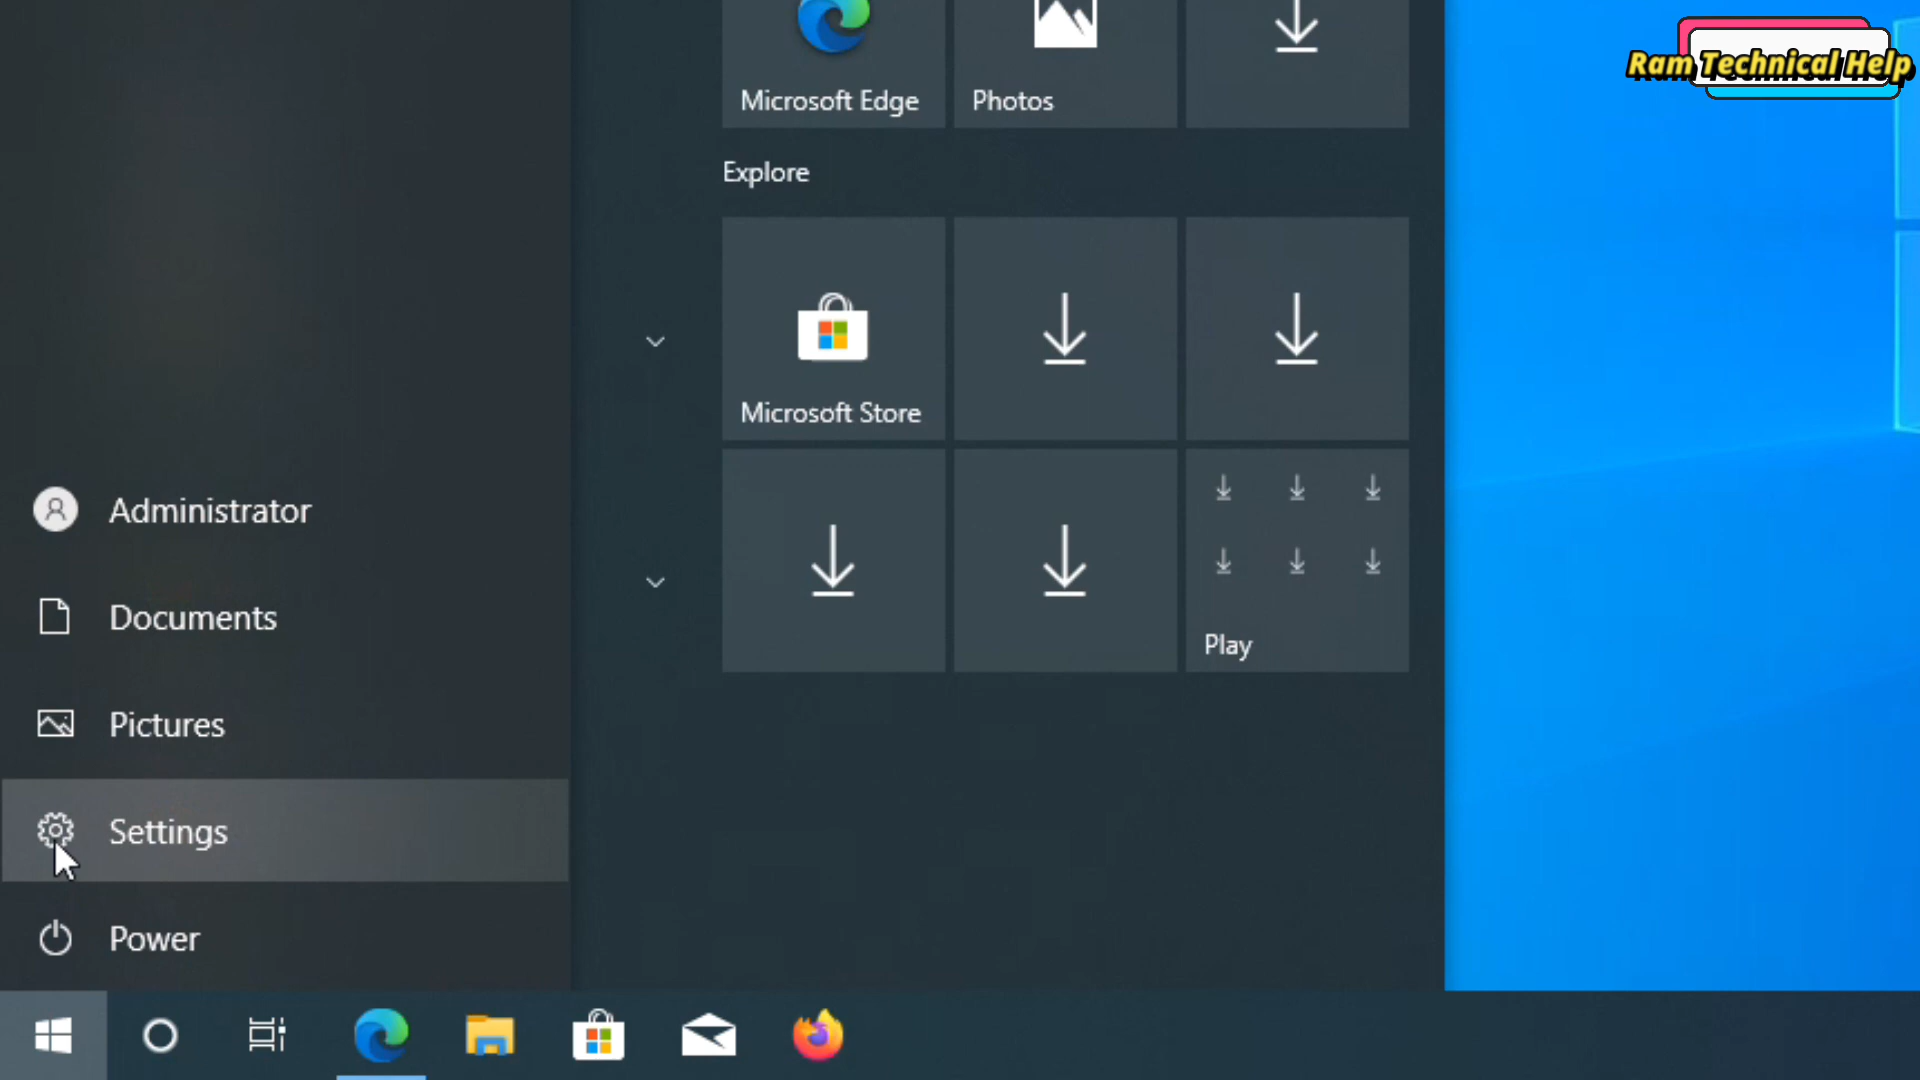 Ram Technical Help
Microsoft Edge
Photos
Explore
Microsoft Store
Play
Administrator
Documents
Pictures
Settings
Power